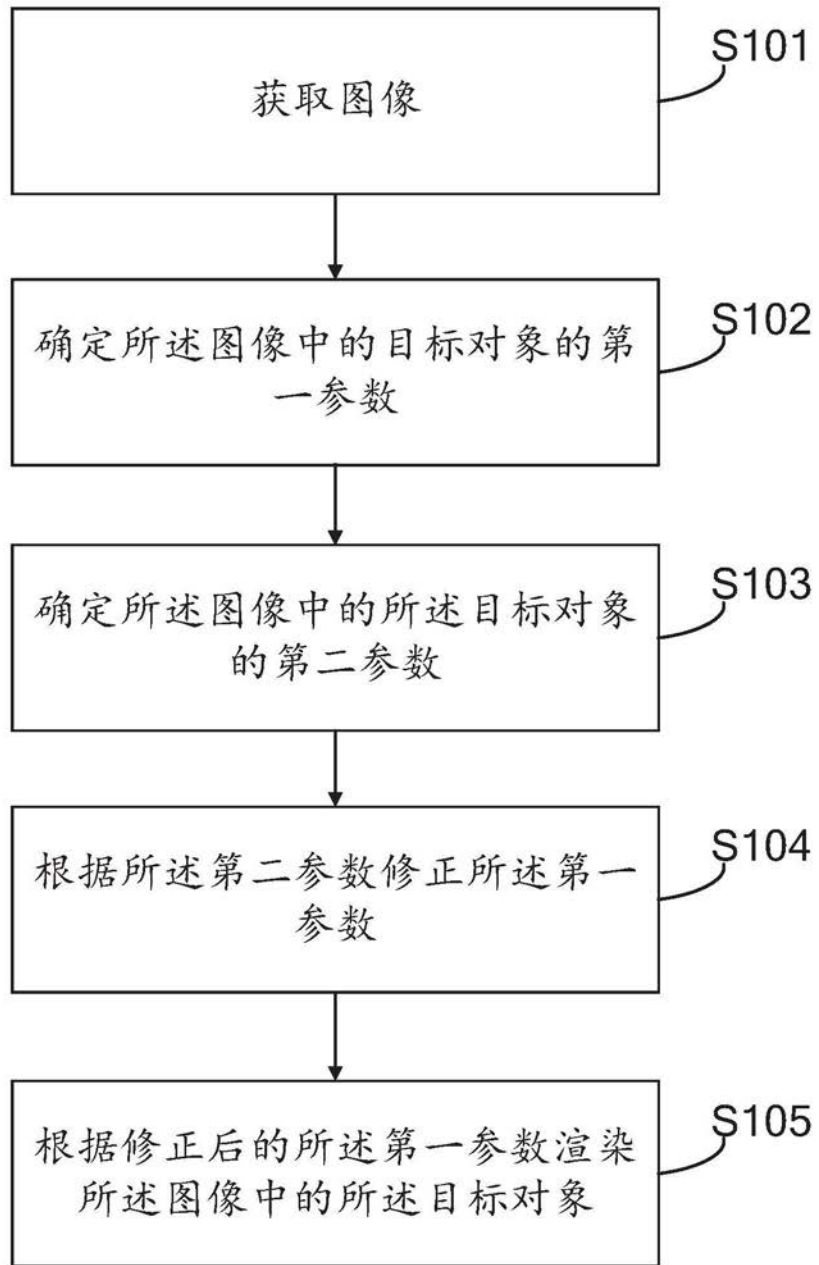 S101
获取图像
S102
确定所述图像中的目标对象的第
一参数
S103
确定所述图像中的所述目标对象
的第二参数
S104
根据所述第二参数修正所述第一
参数
S105
根据修正后的所述第一参数渲染
所述图像中的所述目标对象